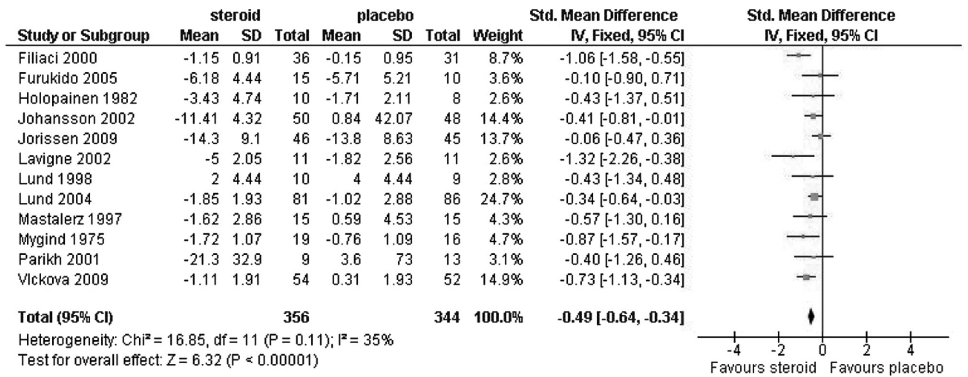 steroid placebo Std. Mean Difference Std. Mean Difference
Study or Subgroup Mean SD Total Mean SD Total Weight IV, Fixed, 95% CI IV, Fixed, 95% CI
Filiaci 2000 -1.15 0.91 36 -0.15 0.95 31 8.7% -1.06 [-1.58, -0.55]
Furukido 2005 -6.18 4.44 15 -5.71 5.21 10 3.6% -0.10 [-0.90, 0.71]
Holopainen 1982 -3.43 4.74 10 -1.71 2.11 8 2.6% -0.43 [-1.37, 0.51]
Johansson 2002 -11.41 4.32 50 0.84 42.07 48 14.4% -0.41 [-0.81, -0.01]
Jorissen 2009 -14.3 9.1 46 -13.8 8.63 45 13.7% -0.06 [-0.47, 0.36]
Lavigne 2002 -5 2.05 11 -1.82 2.56 11 2.6% -1.32 [-2.26, -0.38]
Lund 1998 2 4.44 10 4 4.44 9 2.8% -0.43 [-1.34, 0.48]
Lund 2004 -1.85 1.93 81 -1.02 2.88 86 24.7% -0.34 [-0.64, -0.03]
Mastalerz 1997 -1.62 2.86 15 0.59 4.53 15 4.3% -0.57 [-1.30, 0.16]
Mygind 1975 -1.72 1.07 19 -0.76 1.09 16 4.7% -0.87 [-1.57, -0.17]
Parikh 2001 -21.3 32.9 9 3.6 73 13 3.1% -0.40 [-1.26, 0.46]
Vlckova 2009 -1.11 1.91 54 0.31 1.93 52 14.9% -0.73 [-1.13, -0.34]
Total (95% CI) 356 344 100.0% -0.49 [-0.64, -0.34]
Heterogeneity: Chi² = 16.85, df = 11 (P = 0.11); I² = 35%
Test for overall effect: Z = 6.32 (P < 0.00001)
-4 -2 0 2 4
Favours steroid Favours placebo